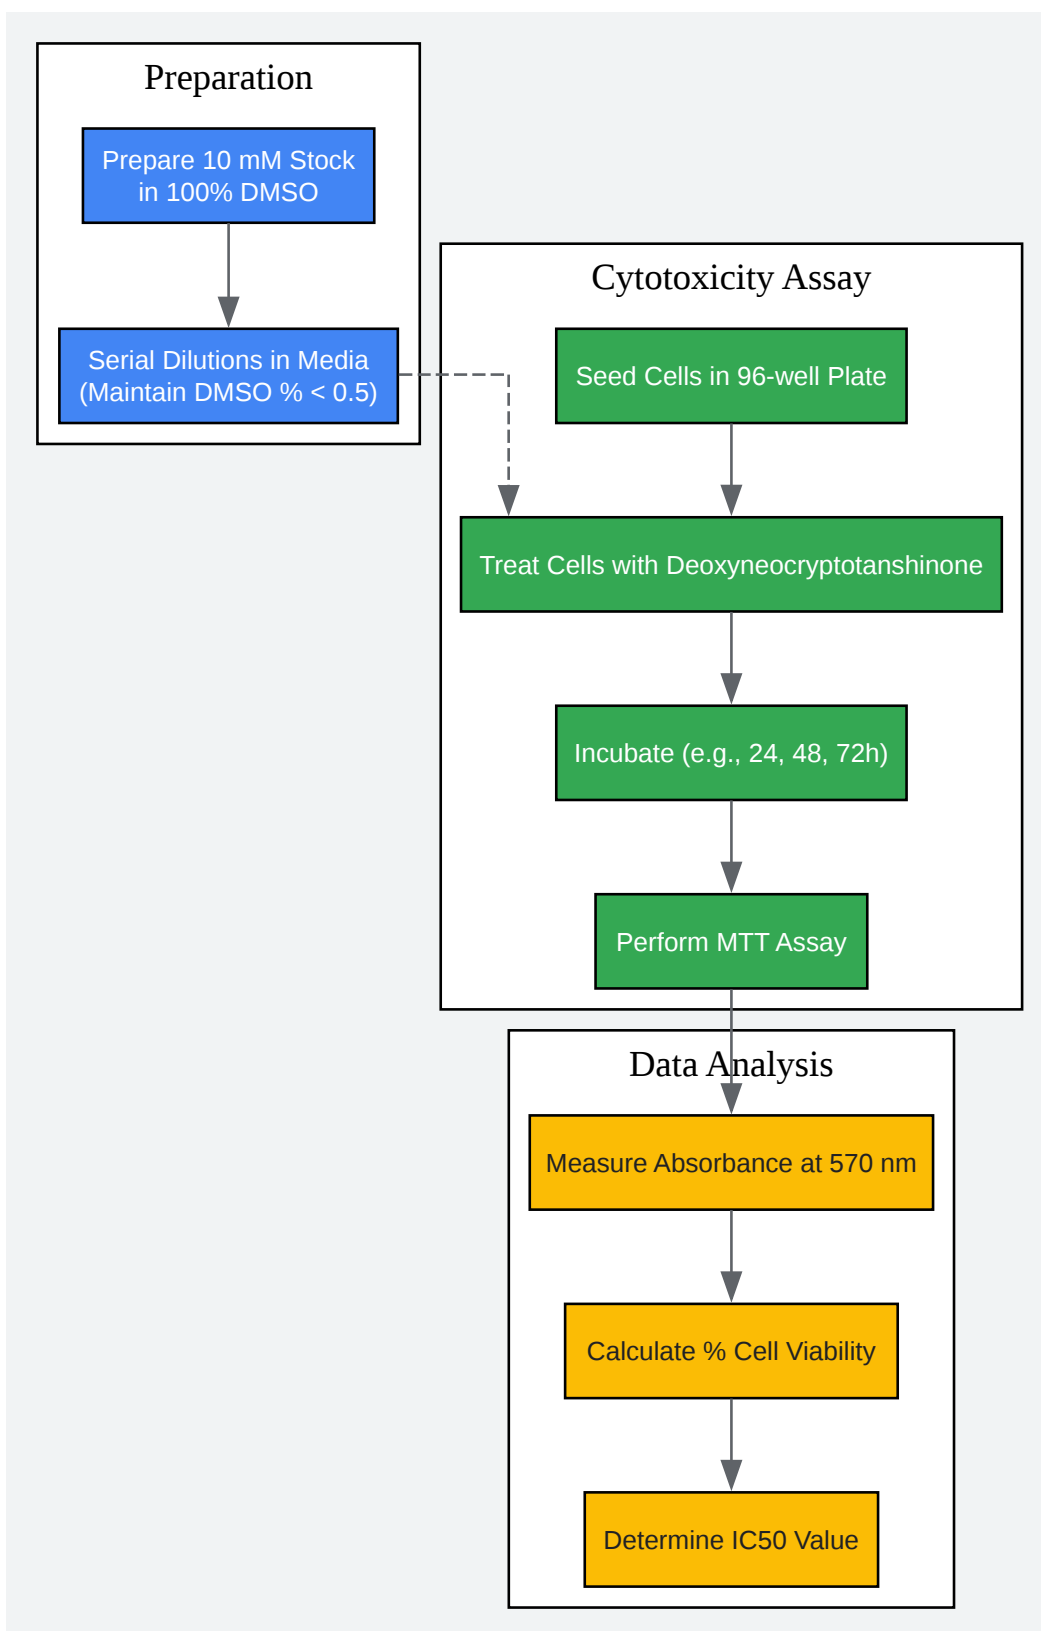 Preparation
Prepare 10 mM Stock
in 100% DMSO
Serial Dilutions in Media
(Maintain DMSO % < 0.5)
Cytotoxicity Assay
Seed Cells in 96-well Plate
Treat Cells with Deoxyneocryptotanshinone
Incubate (e.g., 24, 48, 72h)
Perform MTT Assay
Data Analysis
Measure Absorbance at 570 nm
Calculate % Cell Viability
Determine IC50 Value